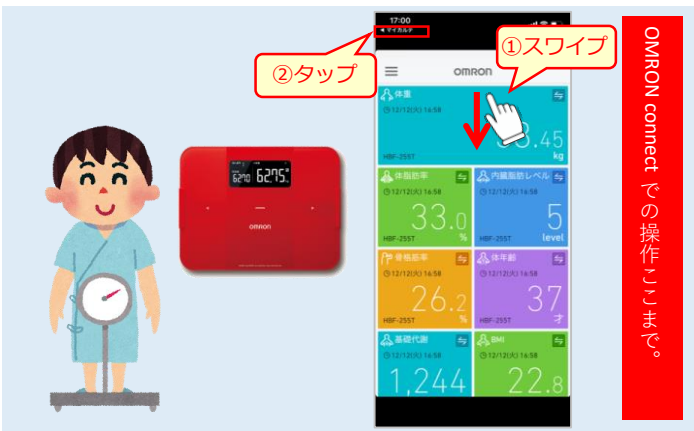 17:00
◀ マイカルテ
①スワイプ
②タップ
OMRON
体重
12/12(火) 16:58
.45
kg
HBF-255T
体脂肪率
12/12(火) 16:58
33.0
%
HBF-255T
内臓脂肪レベル
12/12(火) 16:58
5
level
HBF-255T
骨格筋率
12/12(火) 16:58
26.2
%
HBF-255T
体年齢
12/12(火) 16:58
37
才
HBF-255T
基礎代謝
12/12(火) 16:58
1,244
BMI
12/12(火) 16:58
22.8
62.75
OMRON
OMRON connect での操作ここまで。